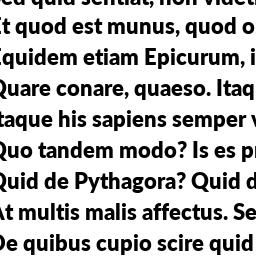 sed quid sentiat, non videt
Et quod est munus, quod o
Equidem etiam Epicurum, i
Quare conare, quaeso. Itaq
Itaque his sapiens semper v
Quo tandem modo? Is es pr
Quid de Pythagora? Quid d
At multis malis affectus. Se
De quibus cupio scire quid